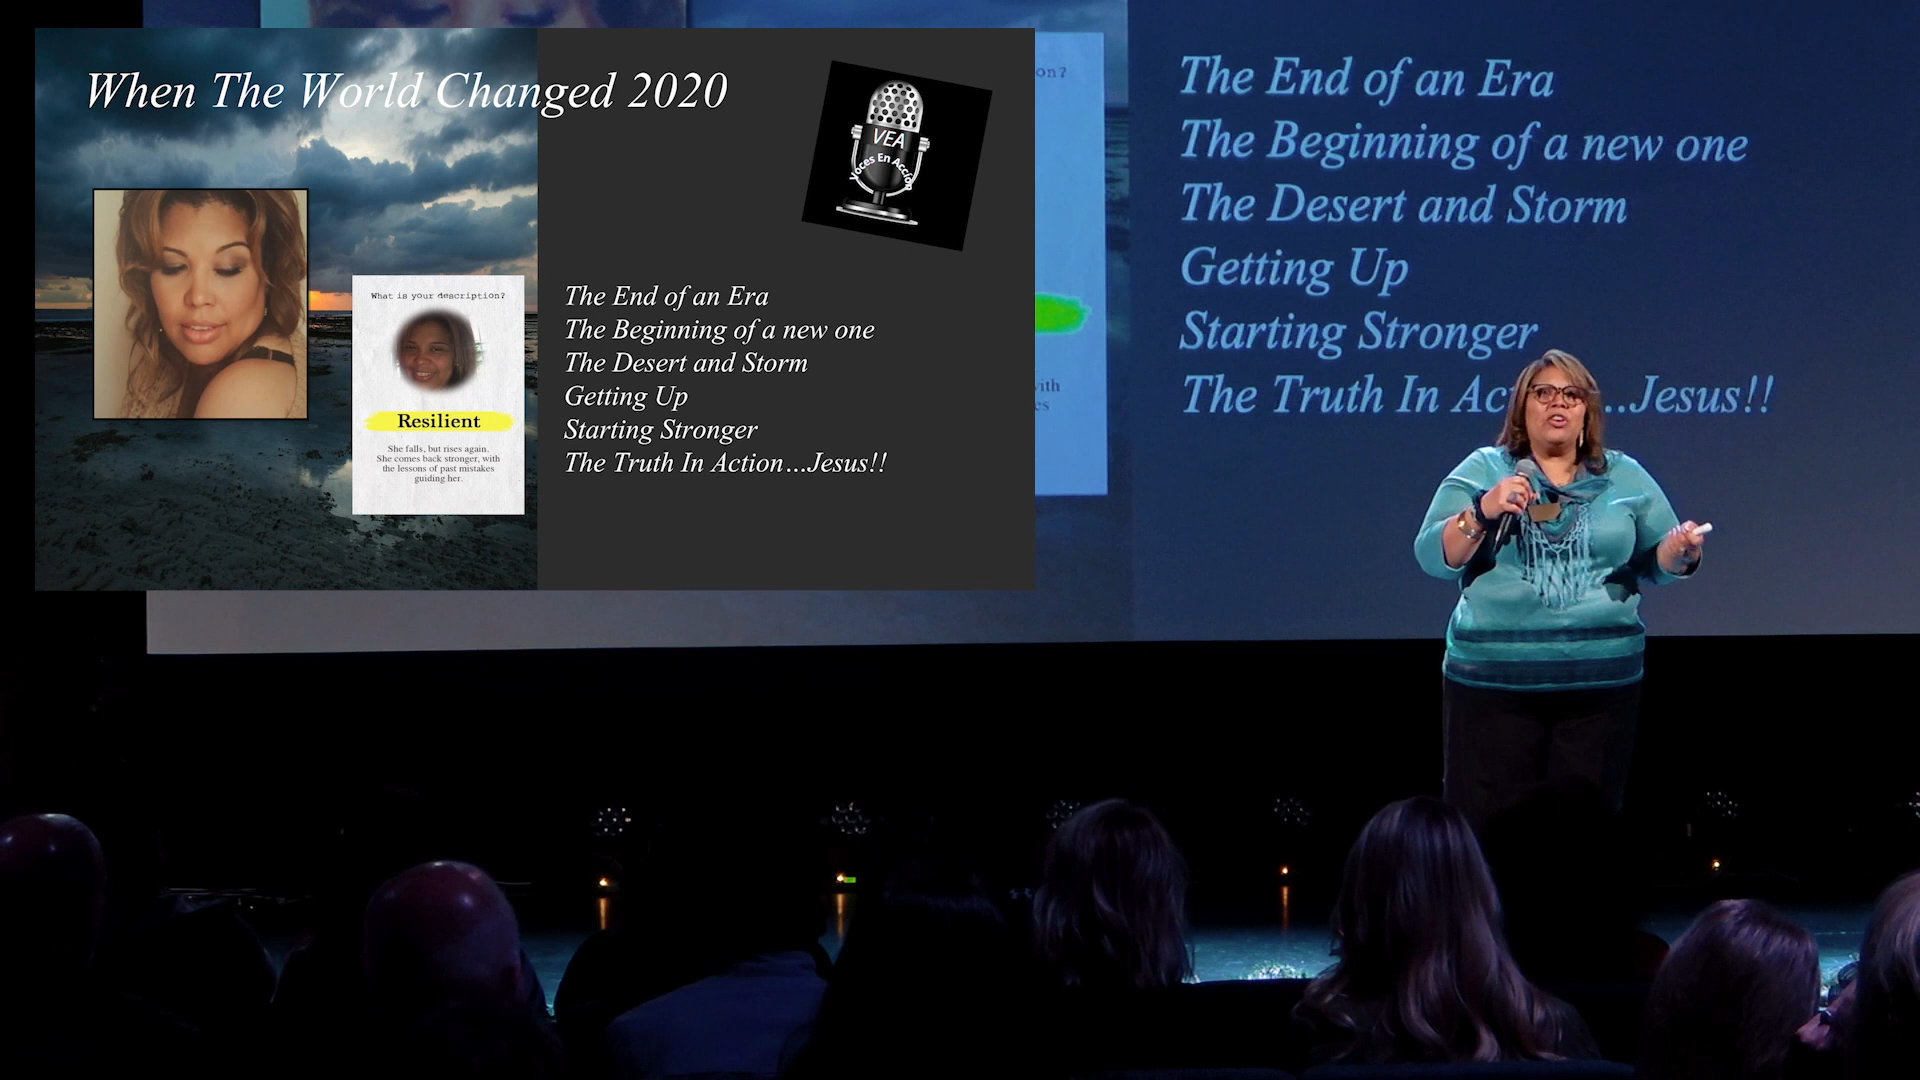 When The World Changed 2020
VEA
Voces En Acción
What is your description?
Resilient
She falls, but rises again.
She comes back stronger, with
the lessons of past mistakes
guiding her.
The End of an Era
The Beginning of a new one
The Desert and Storm
Getting Up
Starting Stronger
The Truth In Action...Jesus!!
on?
with
es
The End of an Era
The Beginning of a new one
The Desert and Storm
Getting Up
Starting Stronger
The Truth In Ac ...Jesus!!